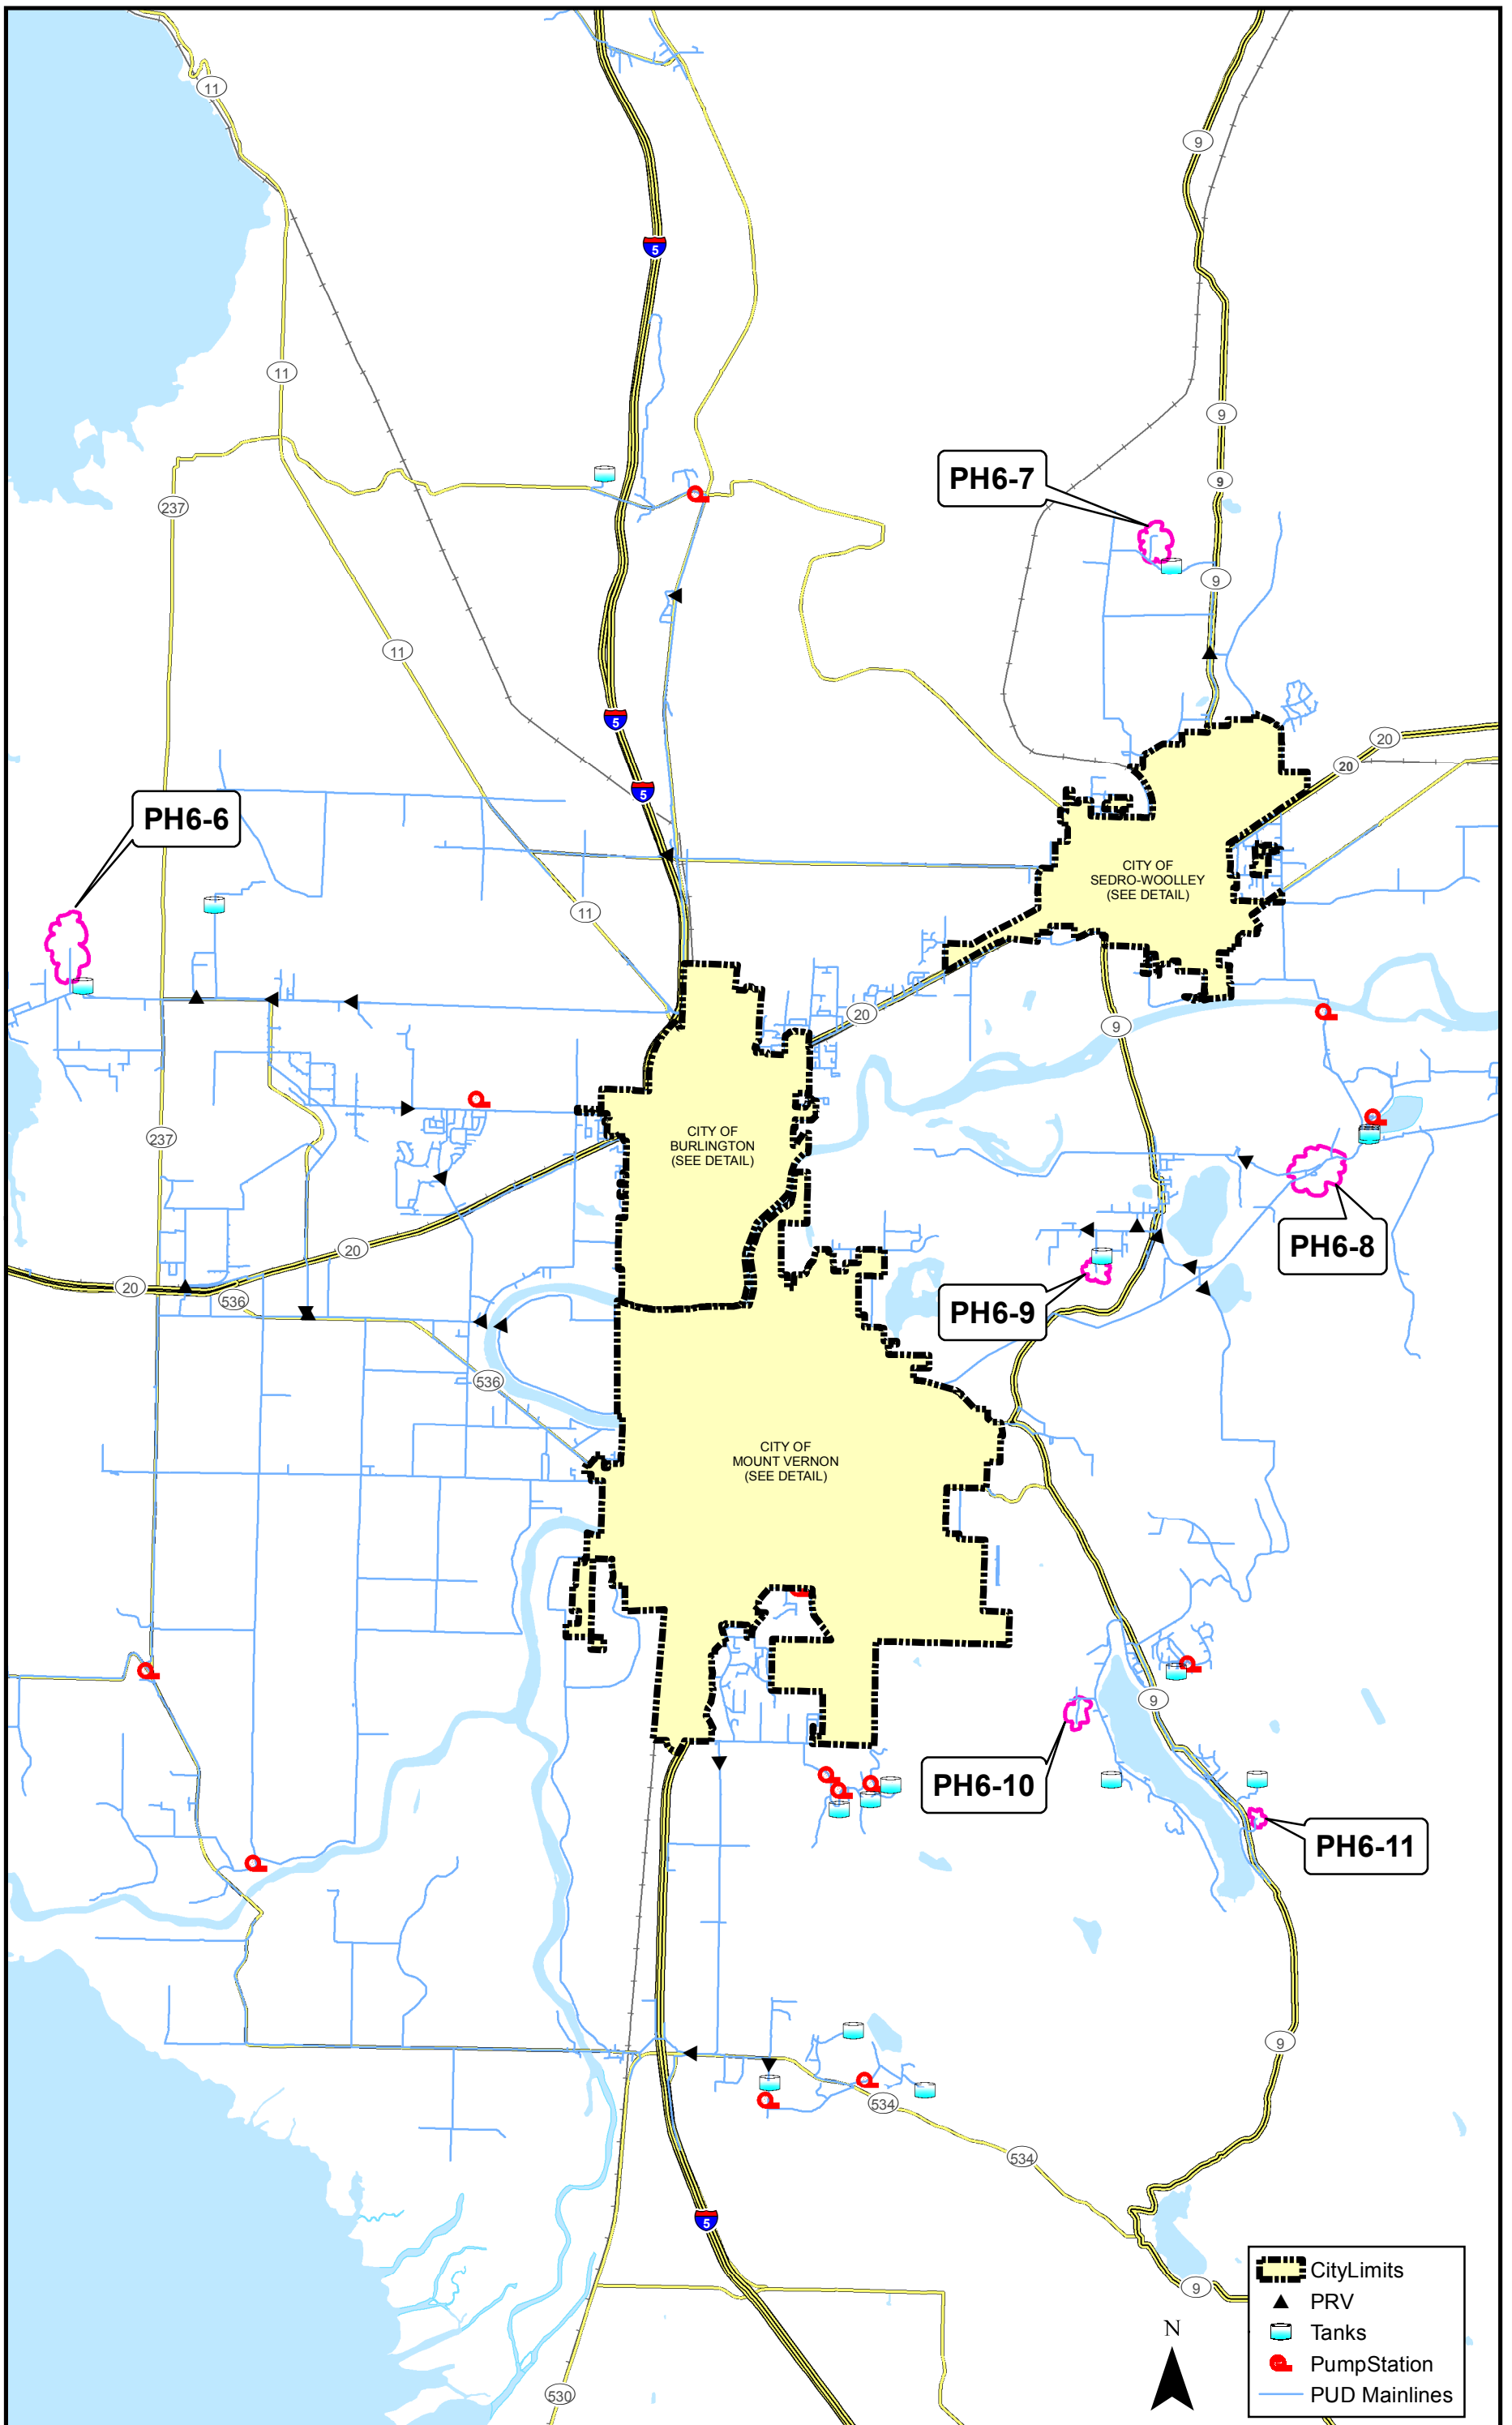 11
9
5
11
9
PH6-7
9
237
9
11
5
20
5
20
PH6-6
CITY OF
SEDRO-WOOLLEY
(SEE DETAIL)
11
20
9
CITY OF
BURLINGTON
(SEE DETAIL)
237
PH6-8
20
20
536
PH6-9
536
CITY OF
MOUNT VERNON
(SEE DETAIL)
9
PH6-10
PH6-11
9
534
534
5
9
530
N
CityLimits
PRV
Tanks
PumpStation
PUD Mainlines